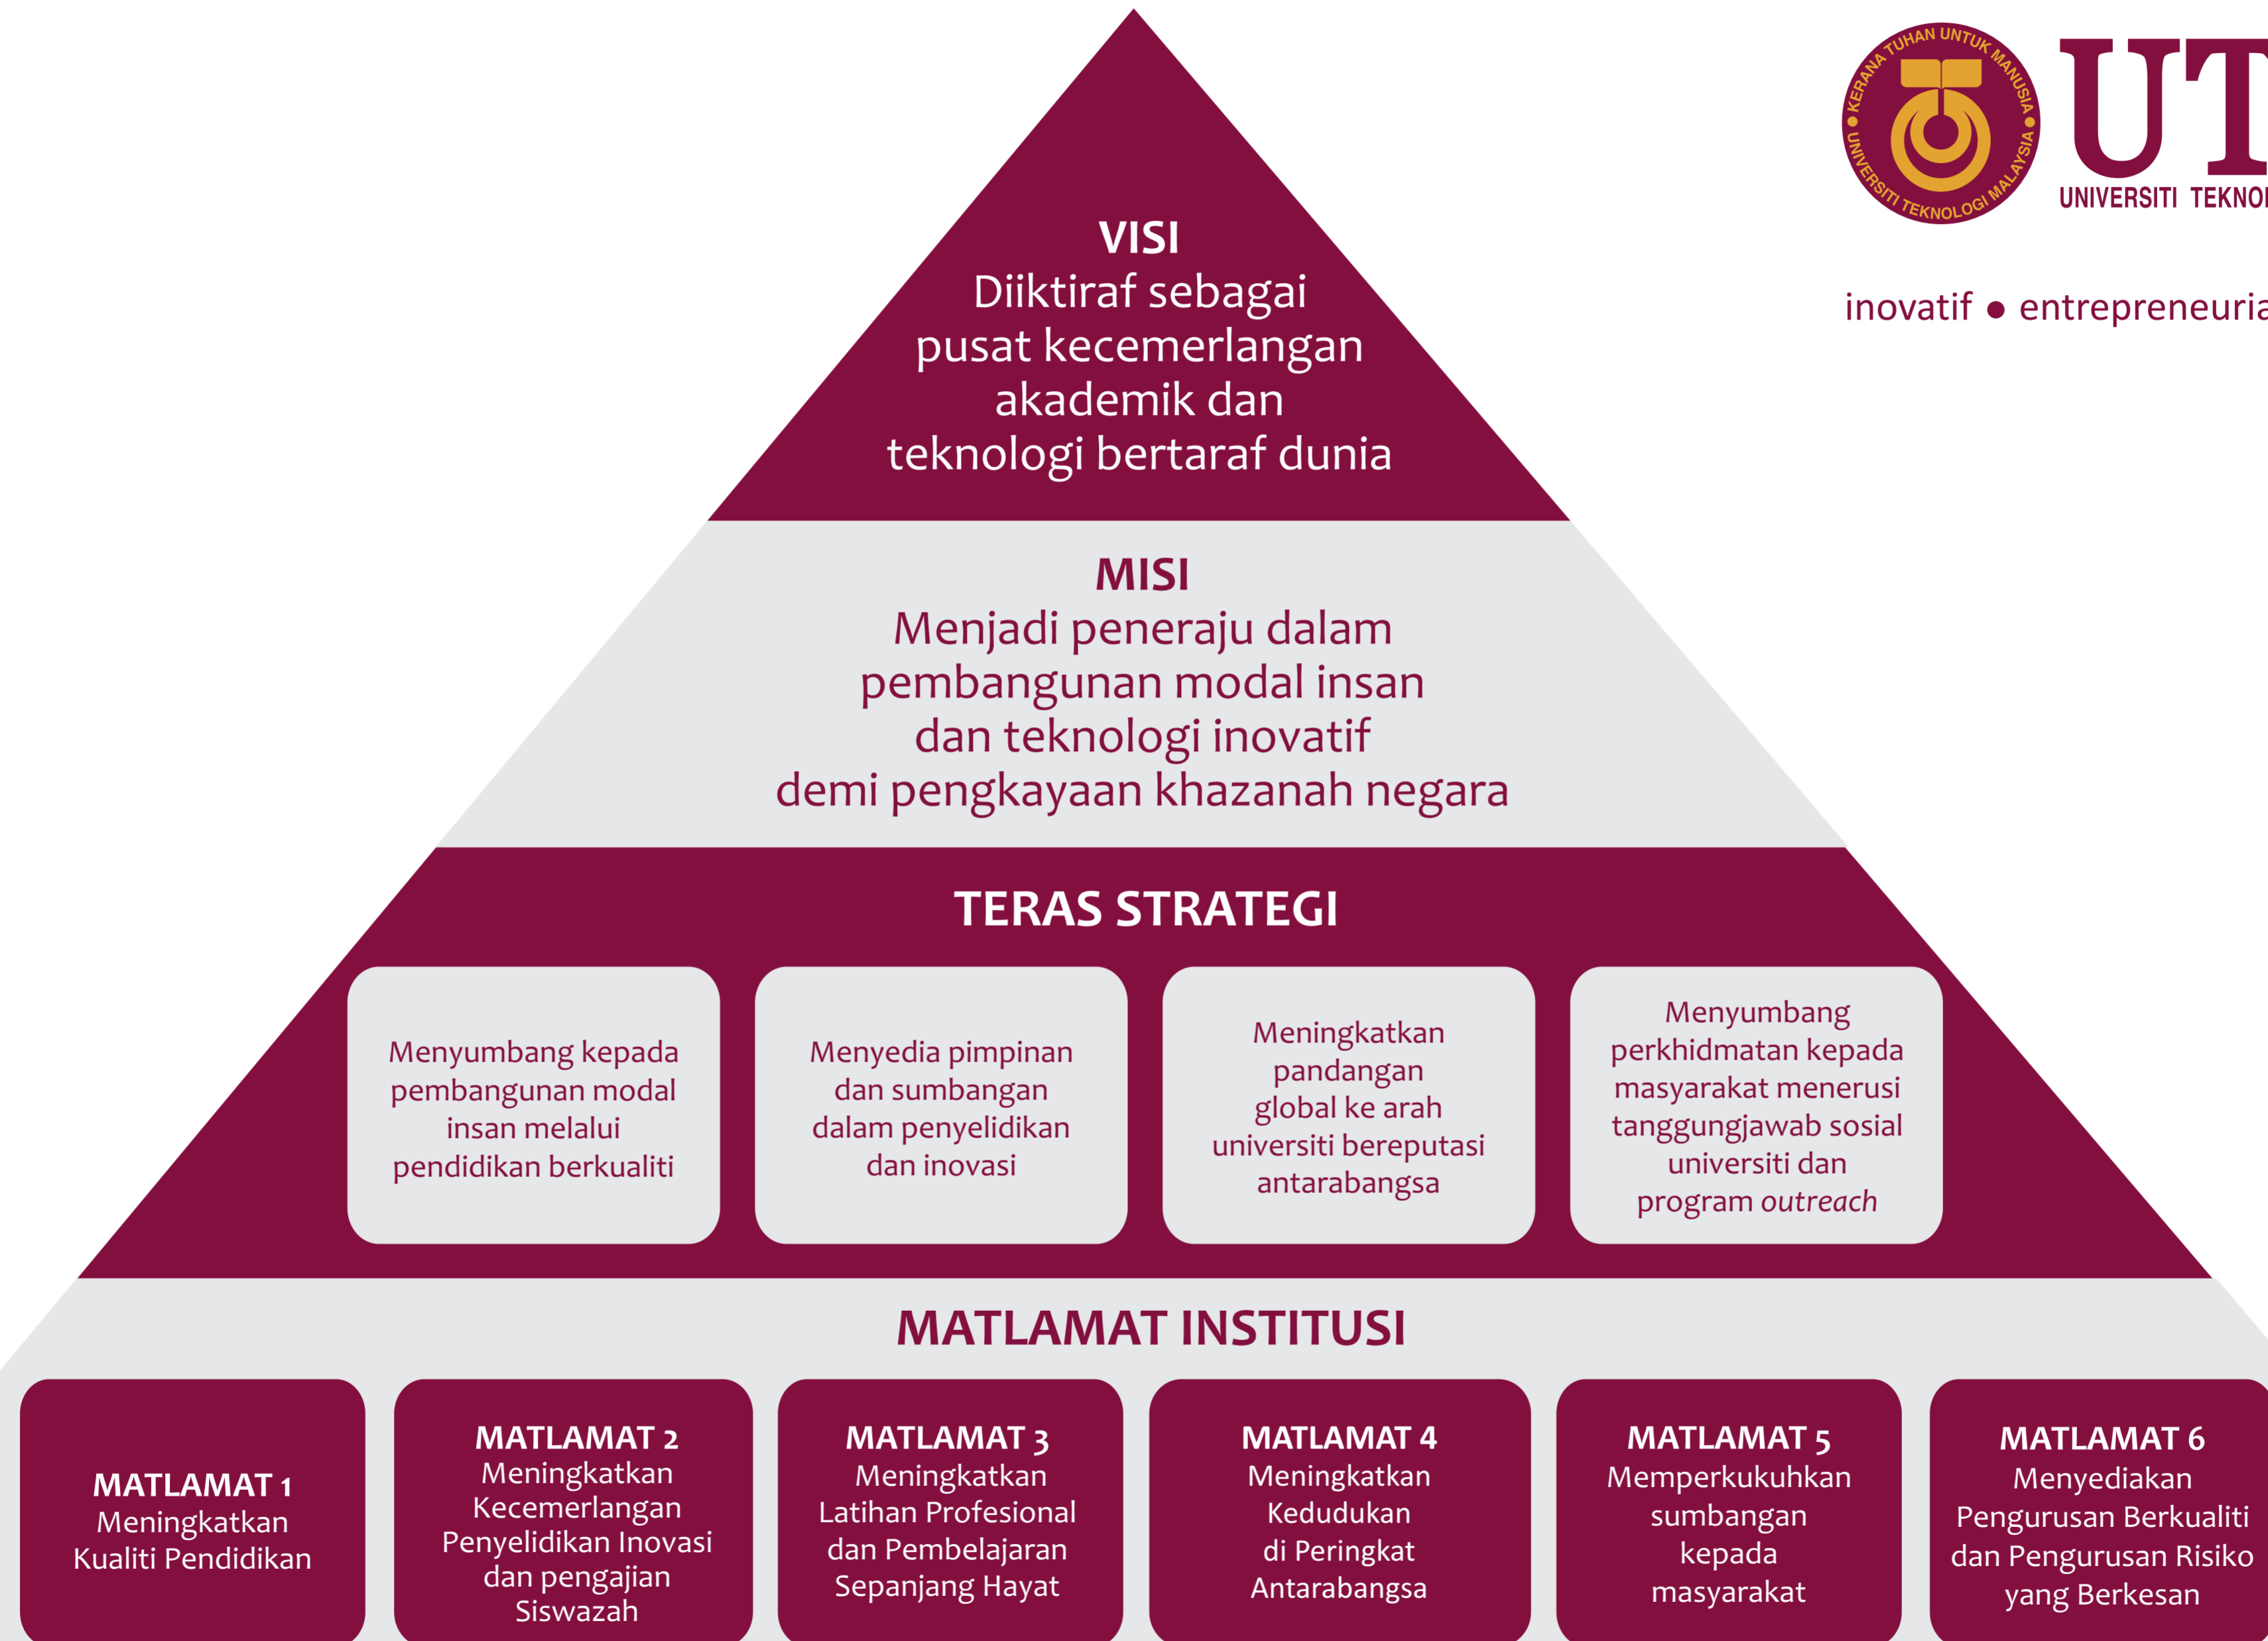 KERANA TUHAN UNTUK MANUSIA
UNIVERSITI TEKNOLOGI MALAYSIA
UT
UNIVERSITI TEKNOL
inovatif • entrepreneuria
VISI
Diiktiraf sebagai
pusat kecemerlangan
akademik dan
teknologi bertaraf dunia
MISI
Menjadi peneraju dalam
pembangunan modal insan
dan teknologi inovatif
demi pengkayaan khazanah negara
TERAS STRATEGI
Menyumbang kepada
pembangunan modal
insan melalui
pendidikan berkualiti
Menyedia pimpinan
dan sumbangan
dalam penyelidikan
dan inovasi
Meningkatkan
pandangan
global ke arah
universiti bereputasi
antarabangsa
Menyumbang
perkhidmatan kepada
masyarakat menerusi
tanggungjawab sosial
universiti dan
program outreach
MATLAMAT INSTITUSI
MATLAMAT 1
Meningkatkan
Kualiti Pendidikan
MATLAMAT 2
Meningkatkan
Kecemerlangan
Penyelidikan Inovasi
dan pengajian
Siswazah
MATLAMAT 3
Meningkatkan
Latihan Profesional
dan Pembelajaran
Sepanjang Hayat
MATLAMAT 4
Meningkatkan
Kedudukan
di Peringkat
Antarabangsa
MATLAMAT 5
Memperkukuhkan
sumbangan
kepada
masyarakat
MATLAMAT 6
Menyediakan
Pengurusan Berkualiti
dan Pengurusan Risiko
yang Berkesan